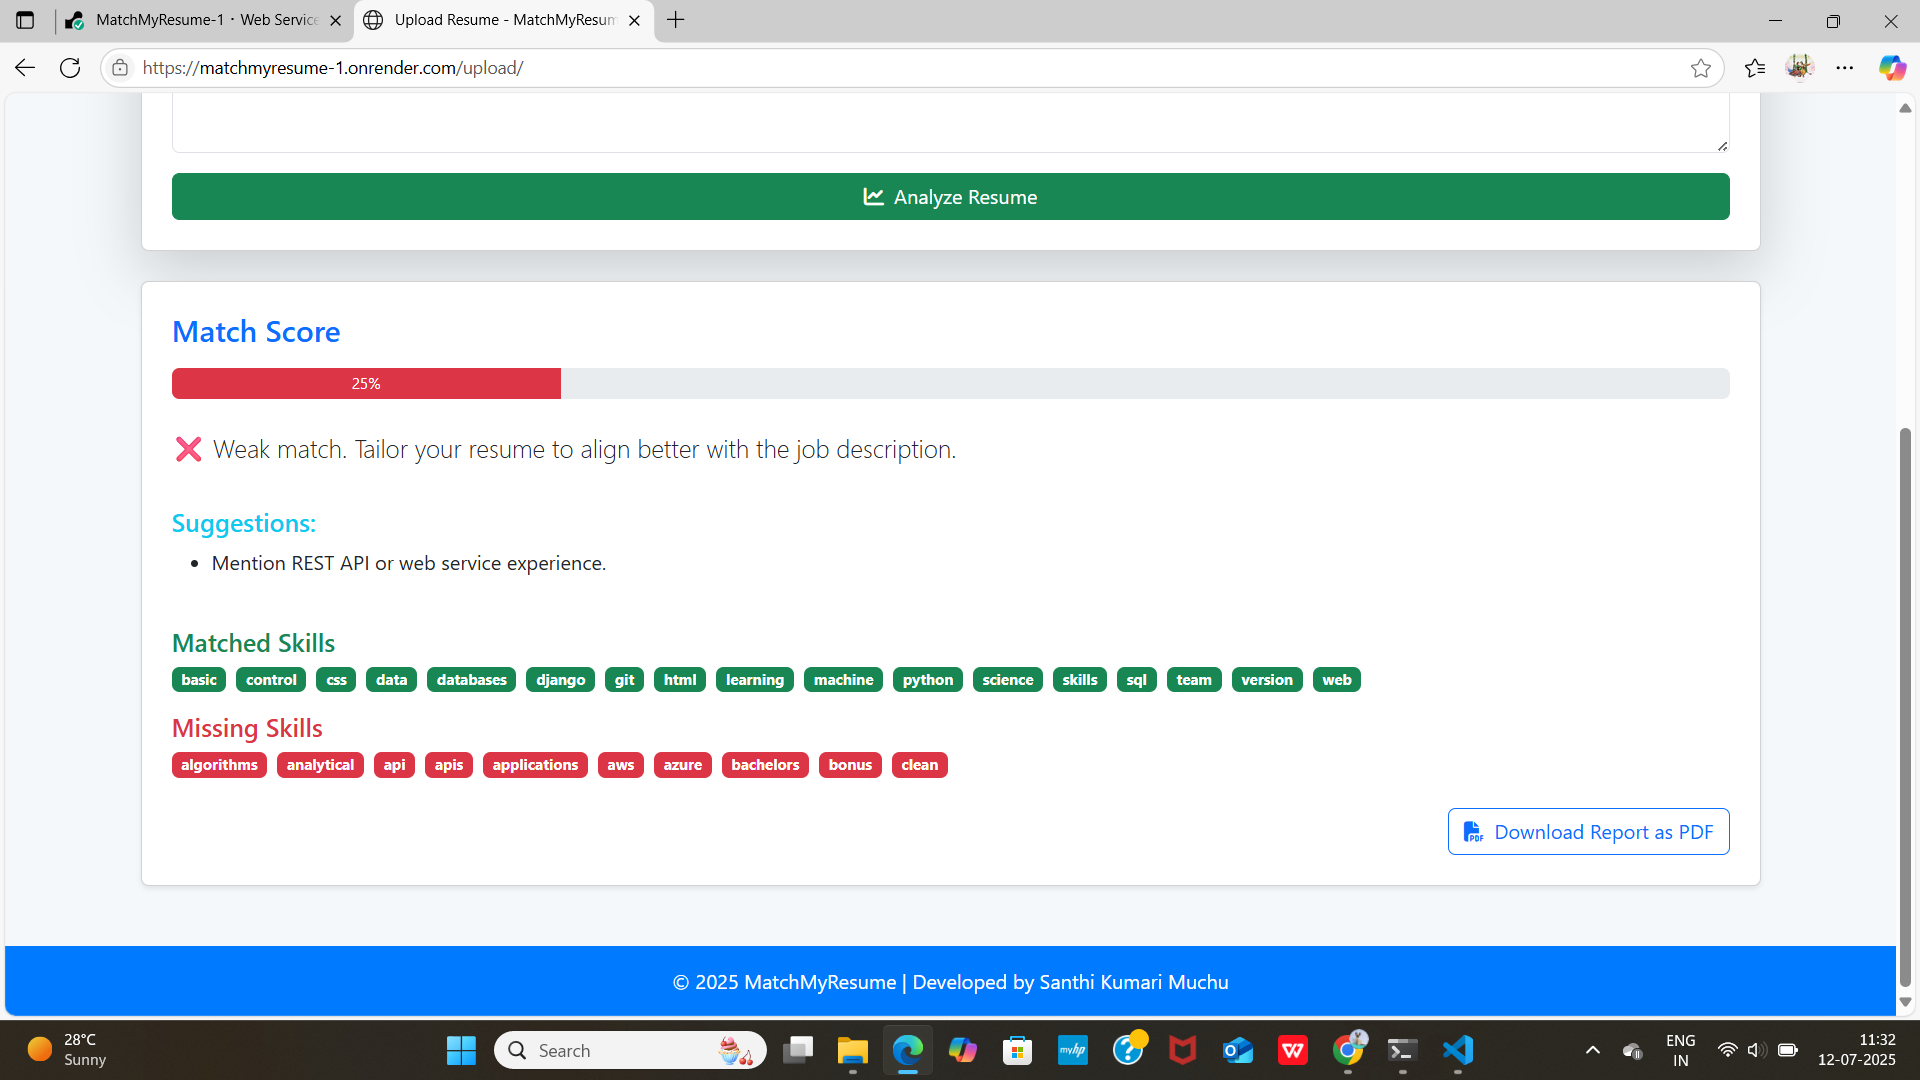 MatchMyResume-1 · Web Service
Upload Resume - MatchMyResum
https://matchmyresume-1.onrender.com/upload/
Analyze Resume
Match Score
25%
Weak match. Tailor your resume to align better with the job description.
Suggestions:
• Mention REST API or web service experience.
Matched Skills
basic control css data databases django git html learning machine python science skills sql team version web
Missing Skills
algorithms analytical api apis applications aws azure bachelors bonus clean
PDF Download Report as PDF
© 2025 MatchMyResume | Developed by Santhi Kumari Muchu
28°C
Sunny
Search
myhp
ENG
IN
11:32
12-07-2025